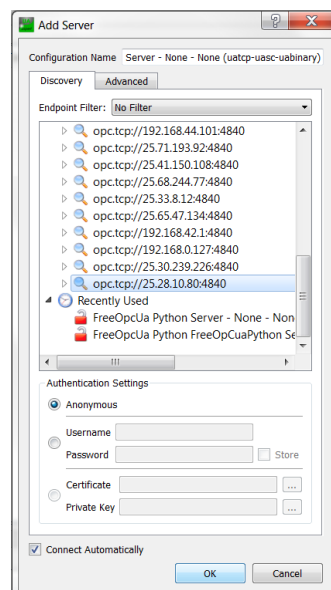 Add Server
Configuration Name Server - None - None (uatcp-uasc-uabinary)
Discovery Advanced
Endpoint Filter: No Filter
opc.tcp://192.168.44.101:4840
opc.tcp://25.71.193.92:4840
opc.tcp://25.41.150.108:4840
opc.tcp://25.68.244.77:4840
opc.tcp://25.33.8.12:4840
opc.tcp://25.65.47.134:4840
opc.tcp://192.168.42.1:4840
opc.tcp://192.168.0.127:4840
opc.tcp://25.30.239.226:4840
opc.tcp://25.28.10.80:4840
Recently Used
FreeOpcUa Python Server - None - Non
FreeOpcUa Python FreeOpCuaPython Se
Authentication Settings
Anonymous
Username
Password Store
Certificate ...
Private Key ...
Connect Automatically
OK Cancel